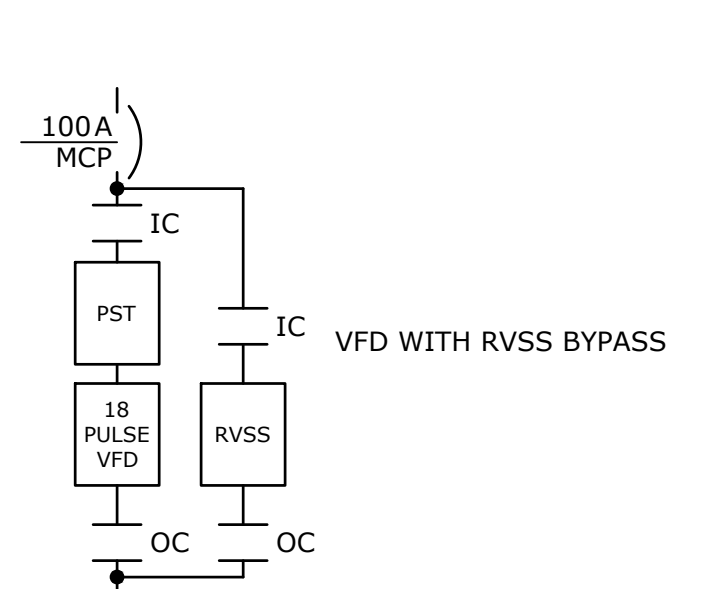 100A
MCP
IC
PST
IC
VFD WITH RVSS BYPASS
18
PULSE
VFD
RVSS
OC
OC